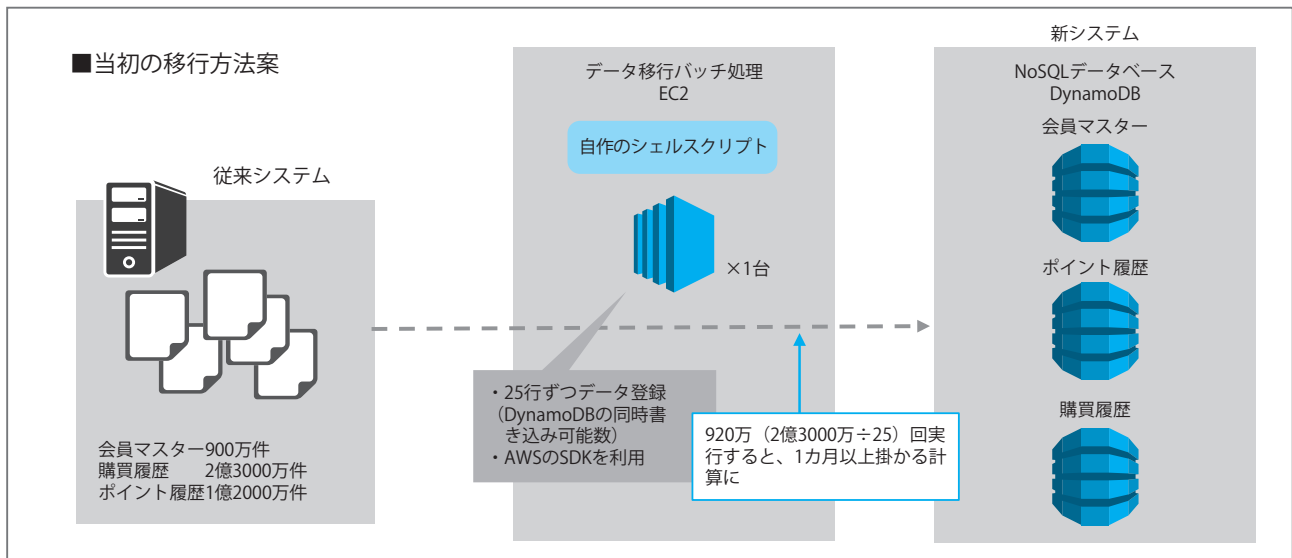 ■当初の移行方法案
従来システム
会員マスター900万件
購買履歴　2億3000万件
ポイント履歴1億2000万件
データ移行バッチ処理
EC2
自作のシェルスクリプト
×1台
・25行ずつデータ登録
（DynamoDBの同時書
き込み可能数）
・AWSのSDKを利用
920万（2億3000万÷25）回実
行すると、1カ月以上掛かる計
算に
新システム
NoSQLデータベース
DynamoDB
会員マスター
ポイント履歴
購買履歴